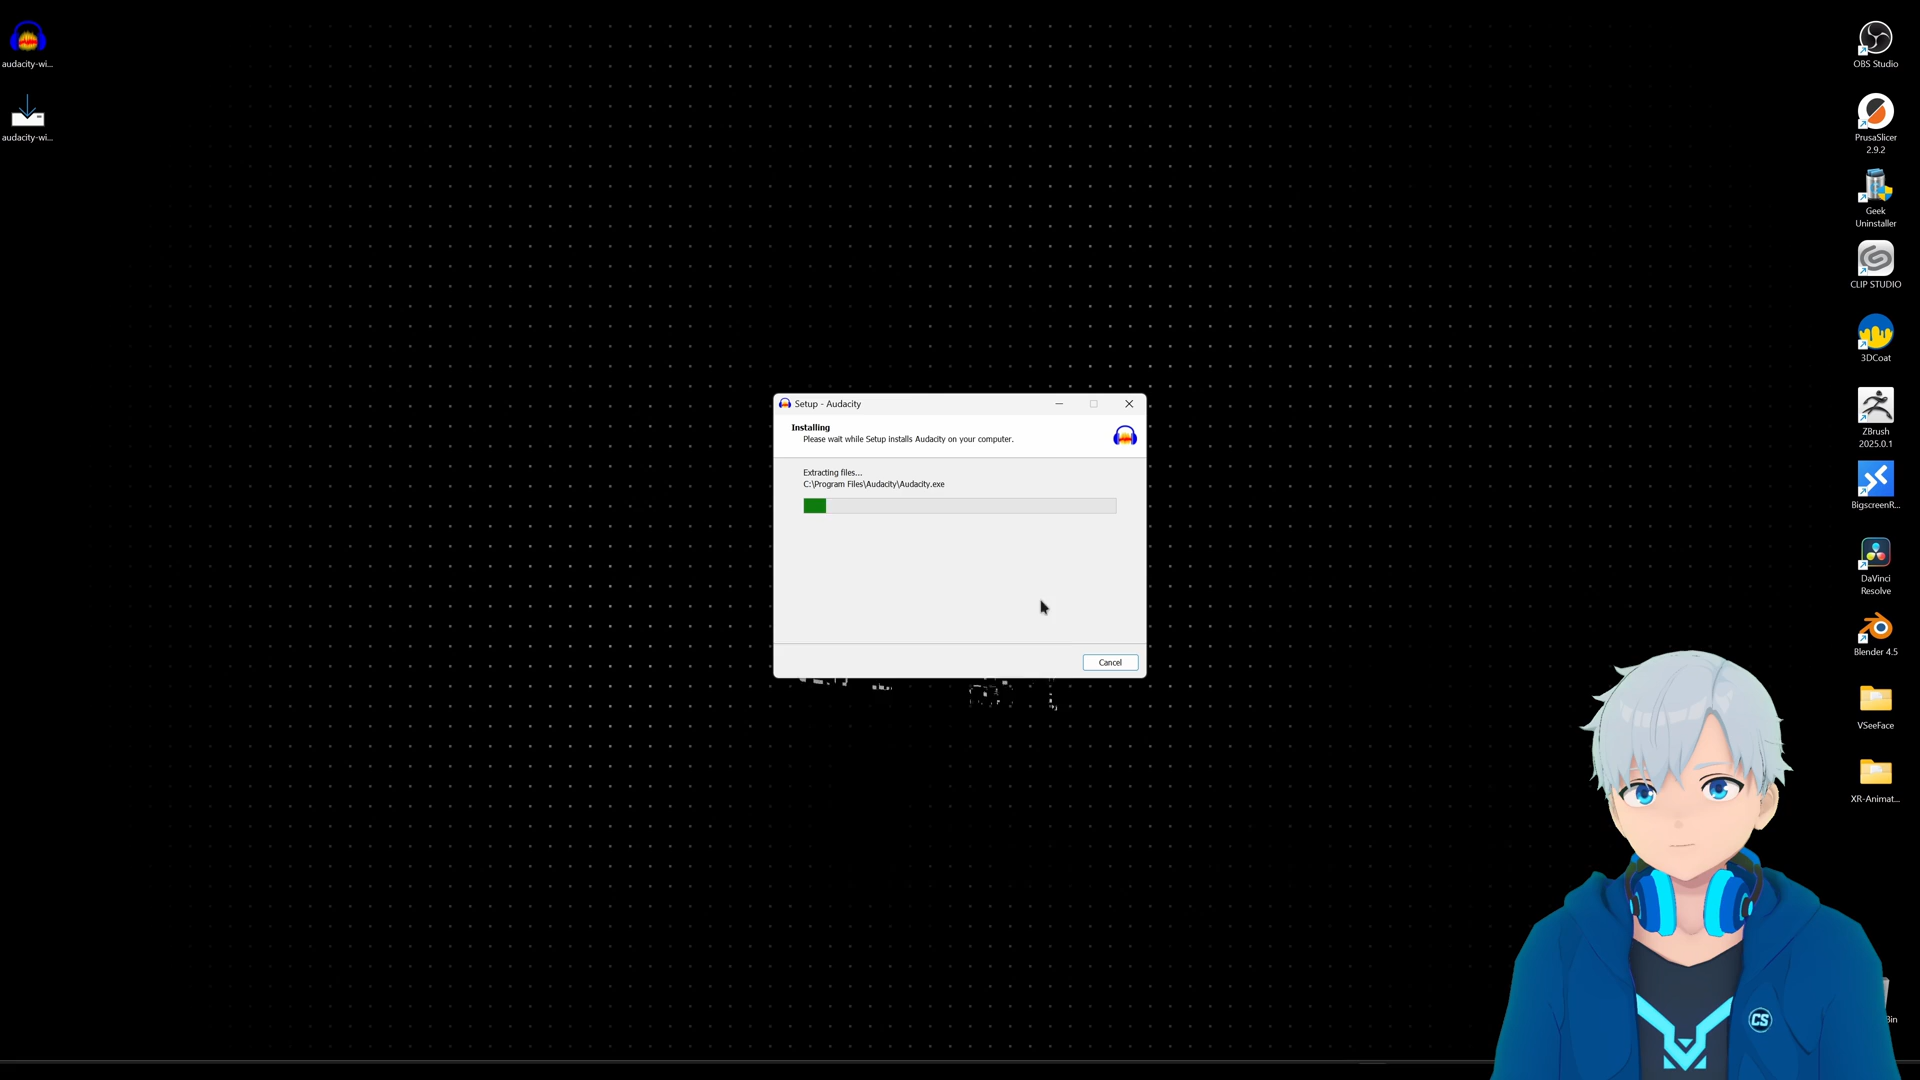 audacity-wi...
audacity-wi...
Setup - Audacity
Installing
Please wait while Setup installs Audacity on your computer.
Extracting files...
C:\Program Files\Audacity\Audacity.exe
Cancel
OBS Studio
PrusaSlicer
2.9.2
Geek
Uninstaller
CLIP STUDIO
3DCoat
ZBrush
2025.0.1
BigscreenR...
DaVinci
Resolve
Blender 4.5
VSeeFace
XR-Animat...
Bin
CS